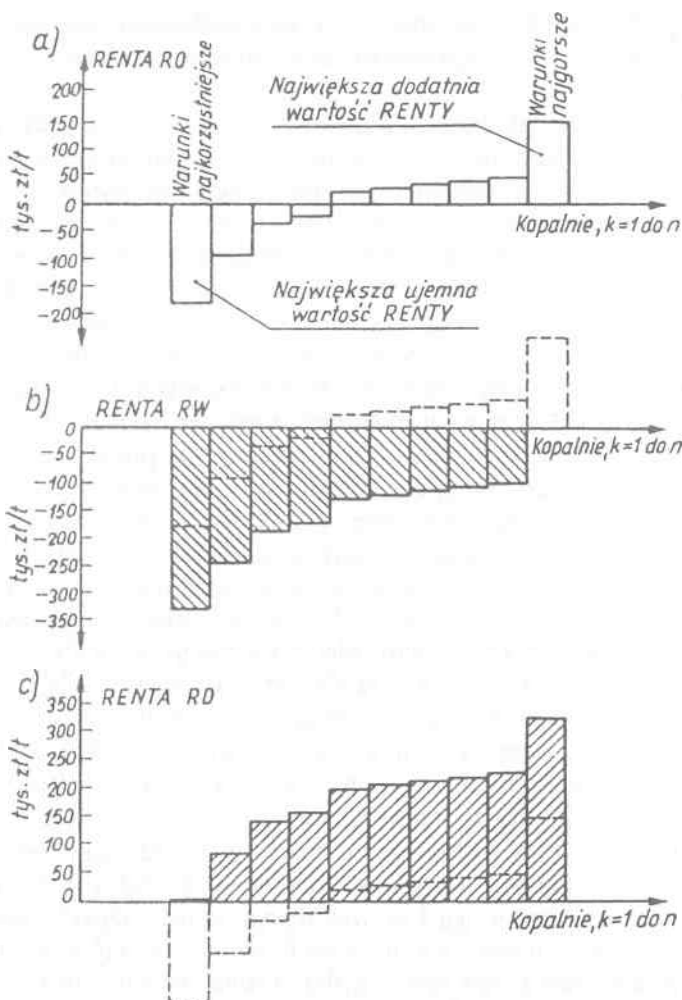 a)
RENTA RO
Warunki
najkorzystniejsze
Największa dodatnia
wartość RENTY
Warunki
najgorsze
tys. zł/t
200
150
100
50
0
-50
-100
-150
-200
Kopalnie, k=1 do n
Największa ujemna
wartość RENTY
b)
RENTA RW
tys. zł/t
0
-50
-100
-150
-200
-250
-300
-350
Kopalnie, k=1 do n
c)
RENTA RD
tys. zł/t
350
300
250
200
150
100
50
0
Kopalnie, k=1 do n